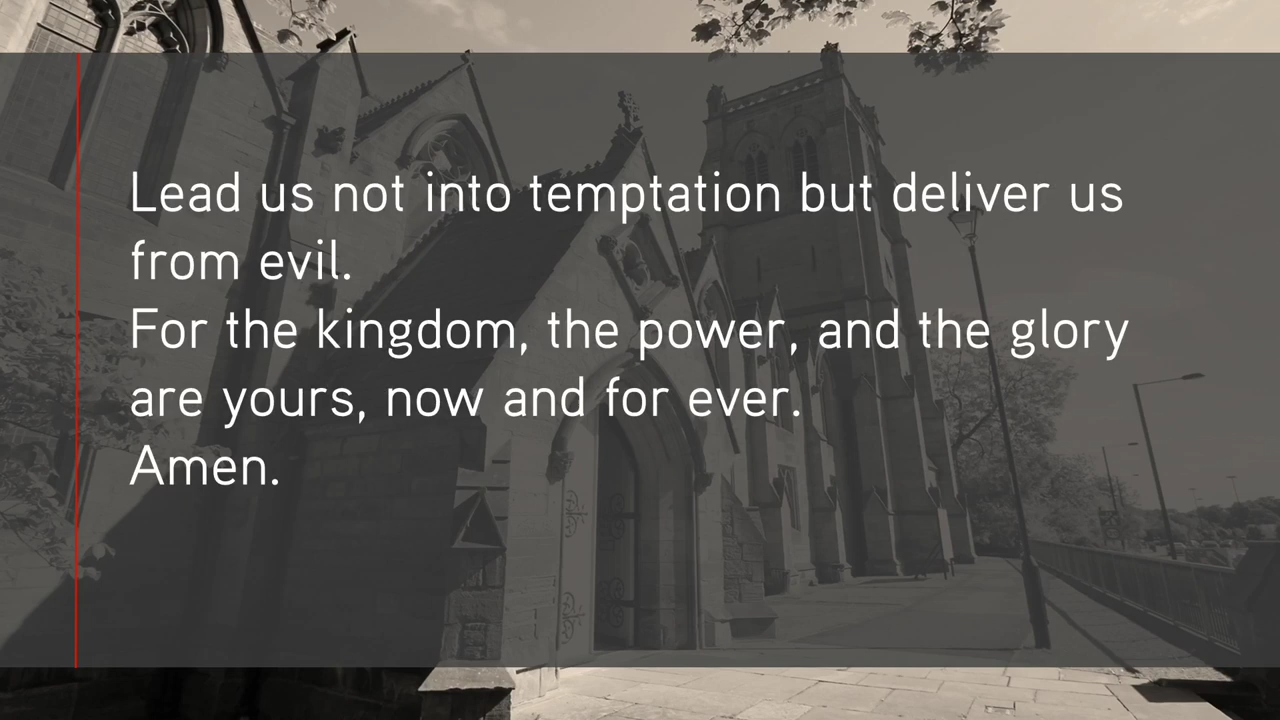 Lead us not into temptation but deliver us
from evil.
For the kingdom, the power, and the glory
are yours, now and for ever.
Amen.